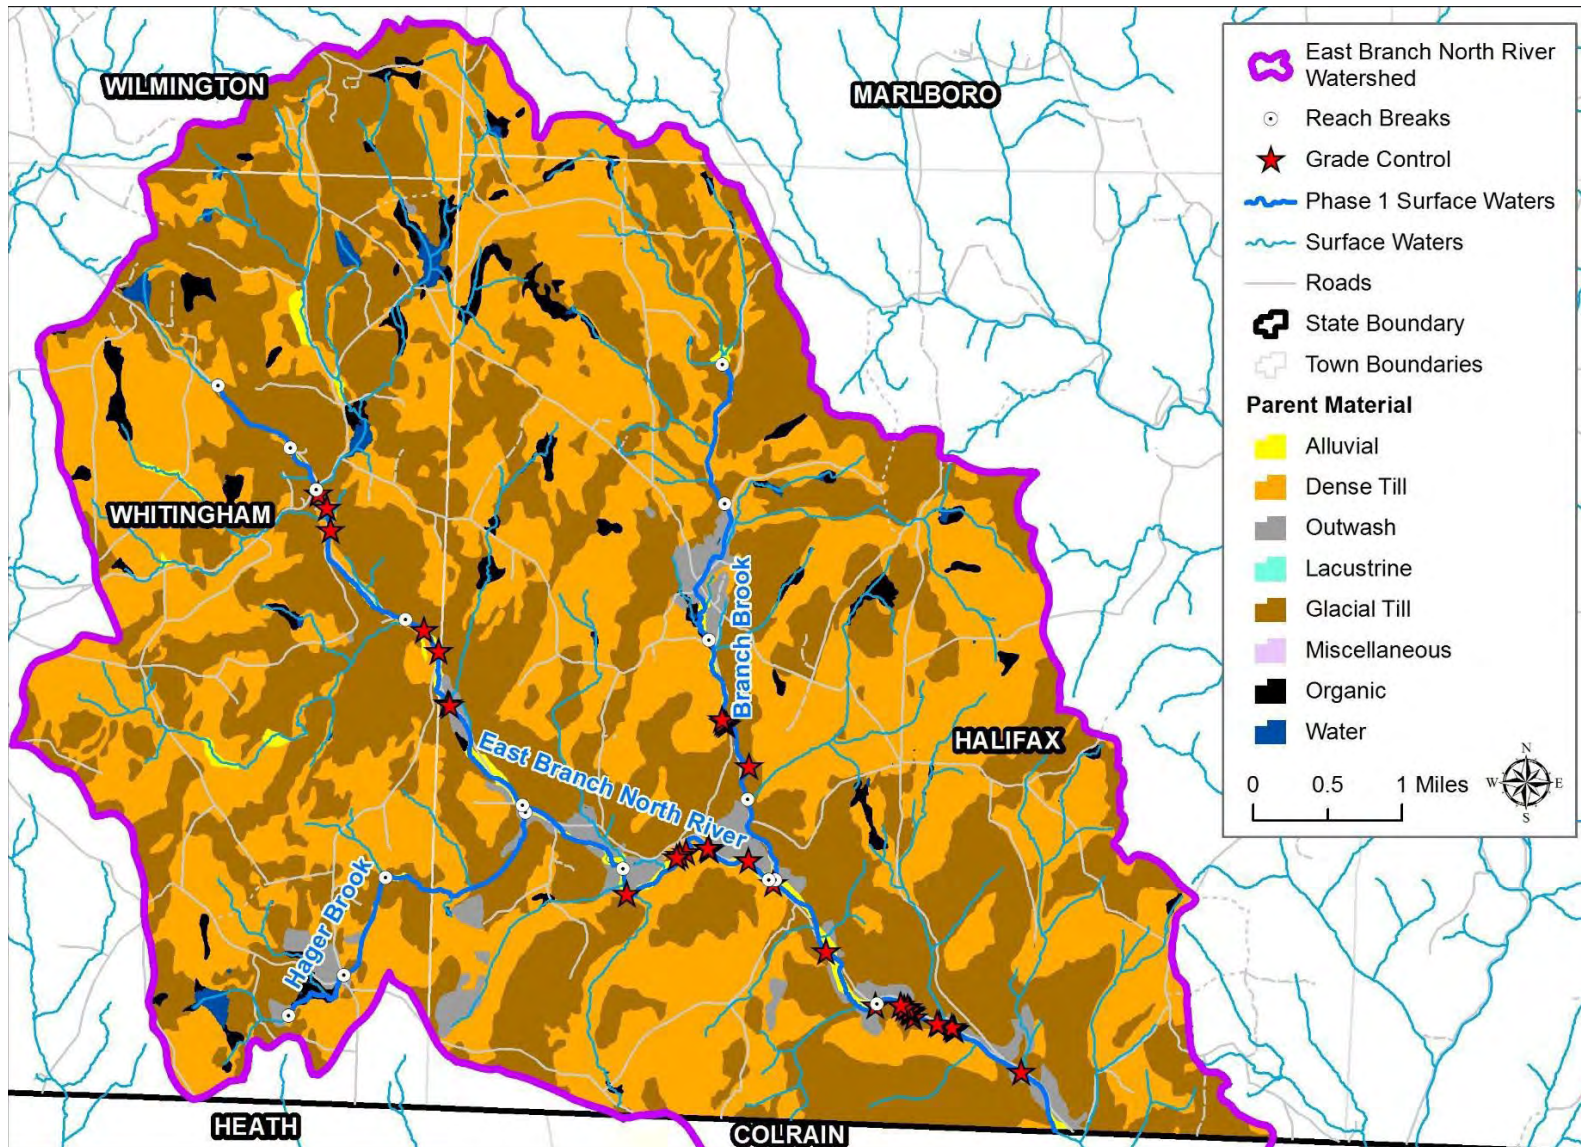 WILMINGTON
MARLBORO
WHITINGHAM
Branch Brook
HALIFAX
East Branch North River
Hager Brook
HEATH
COLRAIN
East Branch North River
Watershed
Reach Breaks
Grade Control
Phase 1 Surface Waters
Surface Waters
Roads
State Boundary
Town Boundaries
Parent Material
Alluvial
Dense Till
Outwash
Lacustrine
Glacial Till
Miscellaneous
Organic
Water
0 0.5 1 Miles
N
W E
S